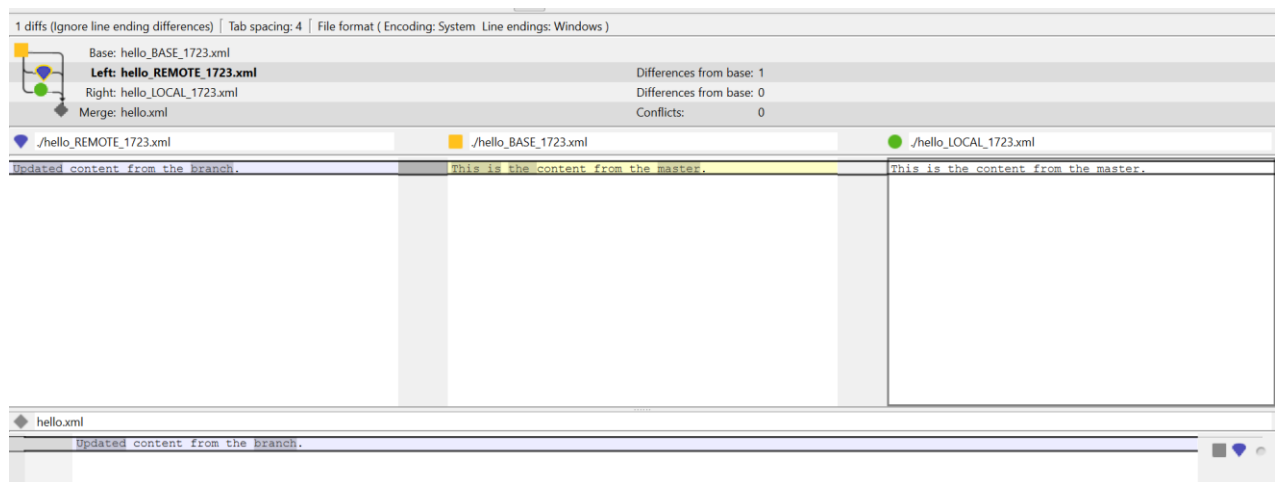 1 diffs (Ignore line ending differences) | Tab spacing: 4 | File format ( Encoding: System Line endings: Windows )
Base: hello_BASE_1723.xml
Left: hello_REMOTE_1723.xml Differences from base: 1
Right: hello_LOCAL_1723.xml Differences from base: 0
Merge: hello.xml Conflicts: 0
./hello_REMOTE_1723.xml ./hello_BASE_1723.xml ./hello_LOCAL_1723.xml
Updated content from the branch. This is the content from the master. This is the content from the master.
hello.xml
Updated content from the branch.